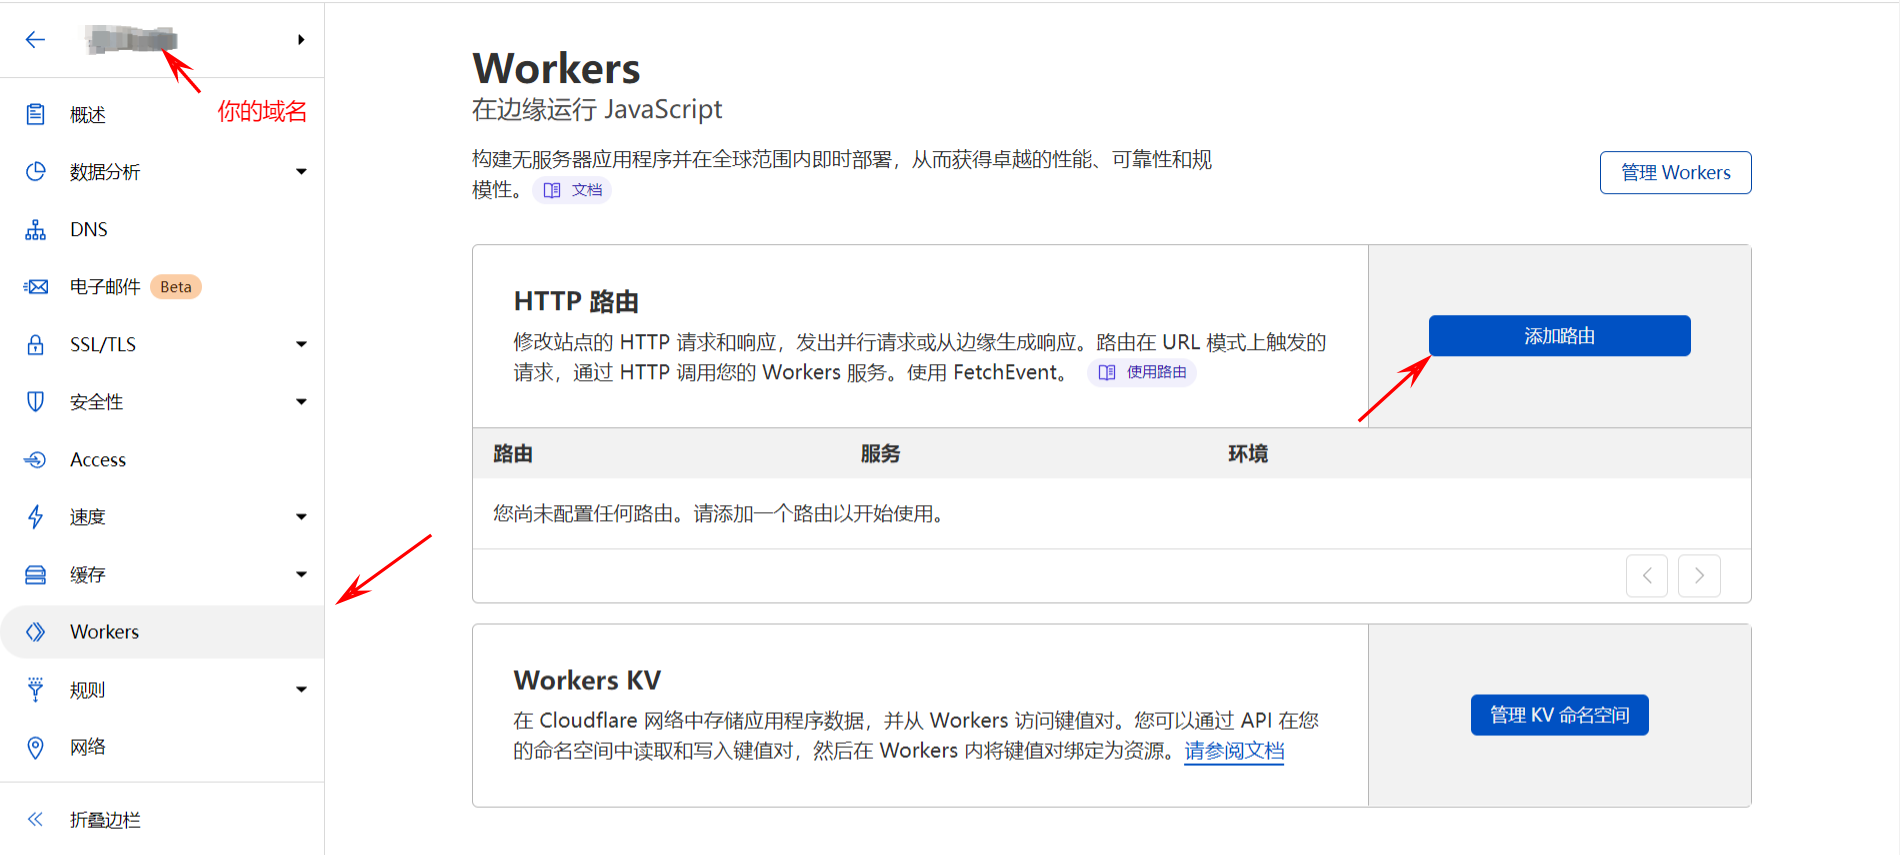 你的域名
概述
数据分析
DNS
电子邮件 Beta
SSL/TLS
安全性
Access
速度
缓存
Workers
规则
网络
折叠边栏
Workers
在边缘运行 JavaScript
构建无服务器应用程序并在全球范围内即时部署，从而获得卓越的性能、可靠性和规
模性。 文档
管理 Workers
HTTP 路由
修改站点的 HTTP 请求和响应，发出并行请求或从边缘生成响应。路由在 URL 模式上触发的
请求，通过 HTTP 调用您的 Workers 服务。使用 FetchEvent。 使用路由
添加路由
路由 服务 环境
您尚未配置任何路由。请添加一个路由以开始使用。
Workers KV
在 Cloudflare 网络中存储应用程序数据，并从 Workers 访问键值对。您可以通过 API 在您
的命名空间中读取和写入键值对，然后在 Workers 内将键值对绑定为资源。请参阅文档
管理 KV 命名空间